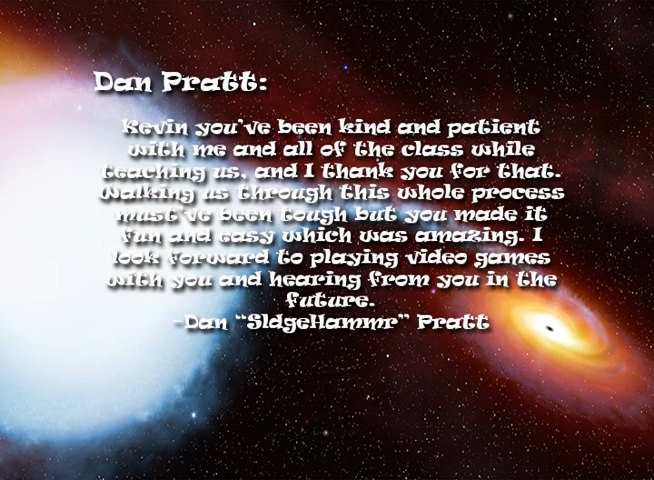 Dan Pratt:
Kevin you've been kind and patient
with me and all of the class while
teaching us, and I thank you for that.
Walking us through this whole process
must've been tough but you made it
fun and easy which was amazing. I
look forward to playing video games
with you and hearing from you in the
future.
-Dan "SldgeHammr" Pratt